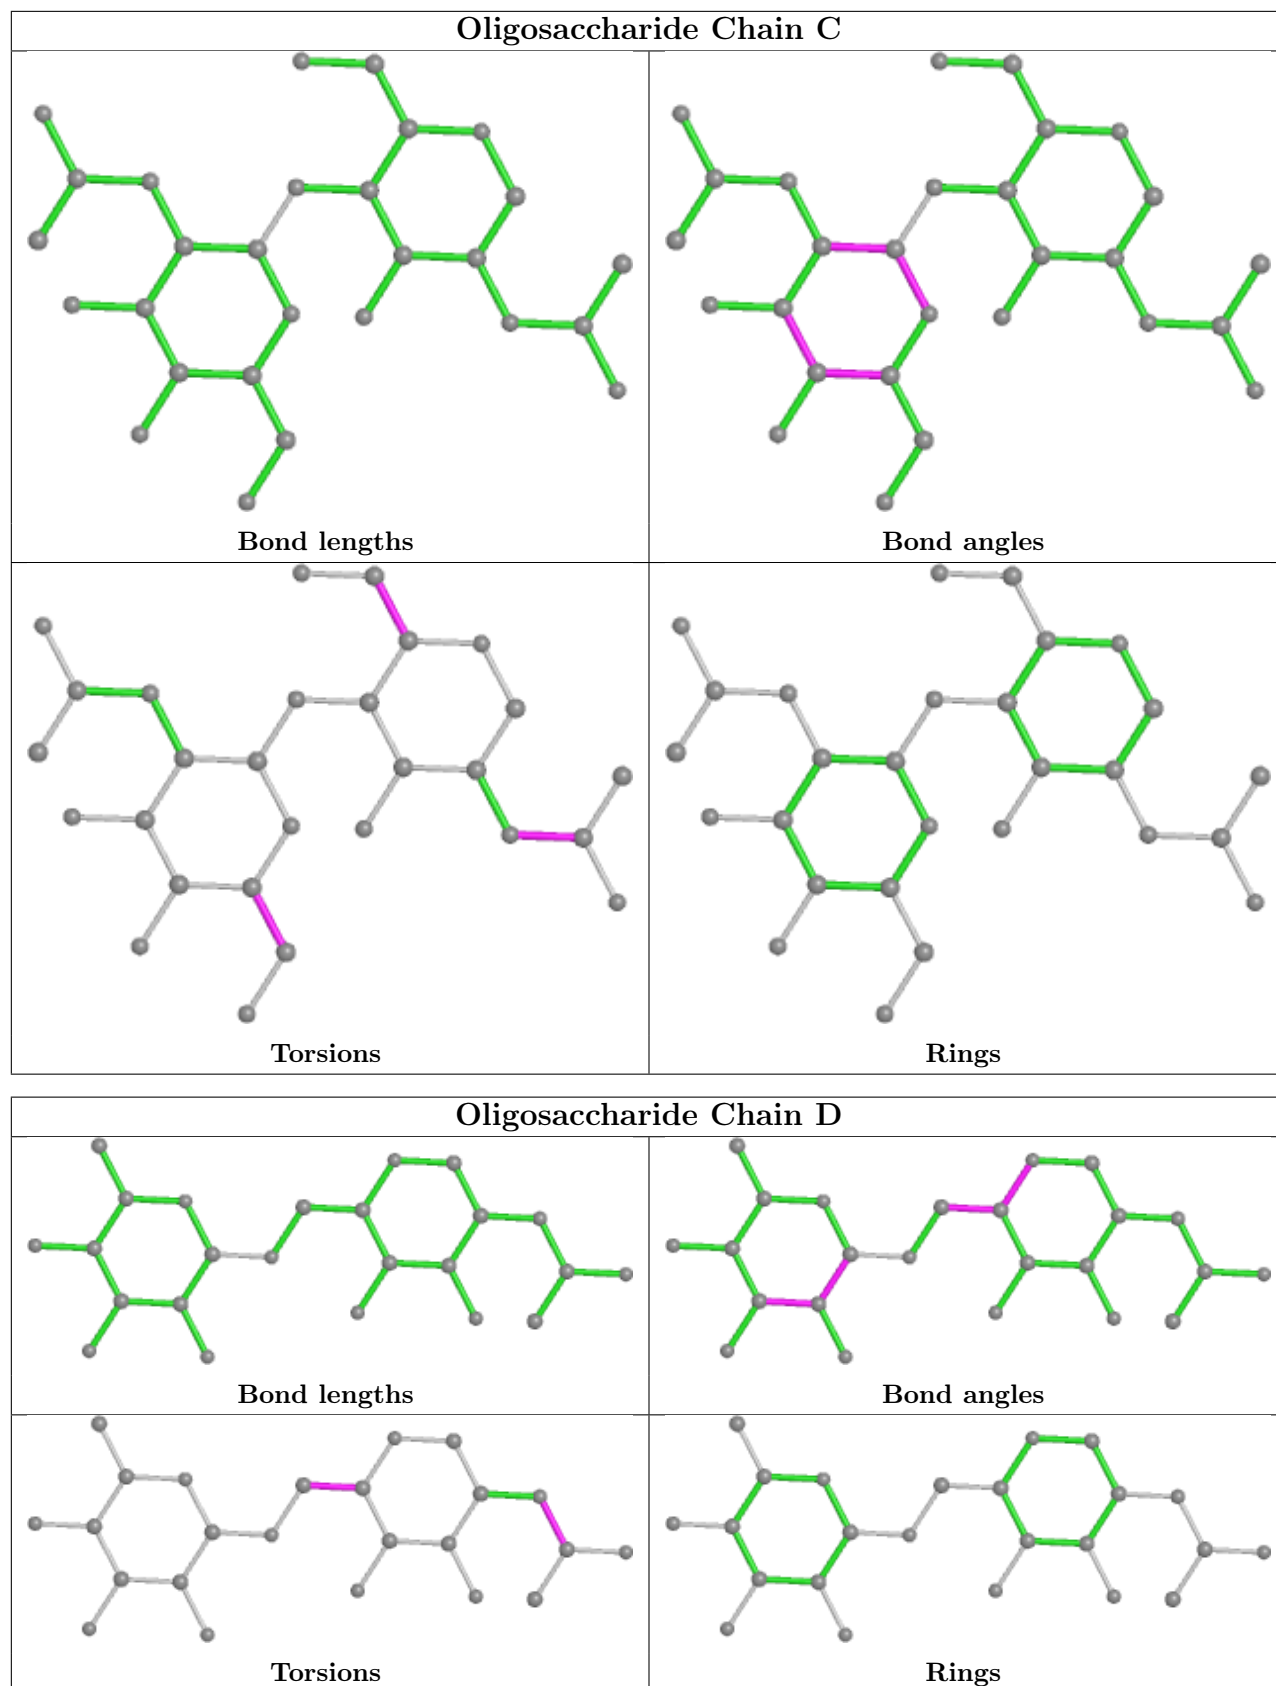 Oligosaccharide Chain C
Bond lengths
Bond angles
Torsions
Rings
Oligosaccharide Chain D
Bond lengths
Bond angles
Torsions
Rings